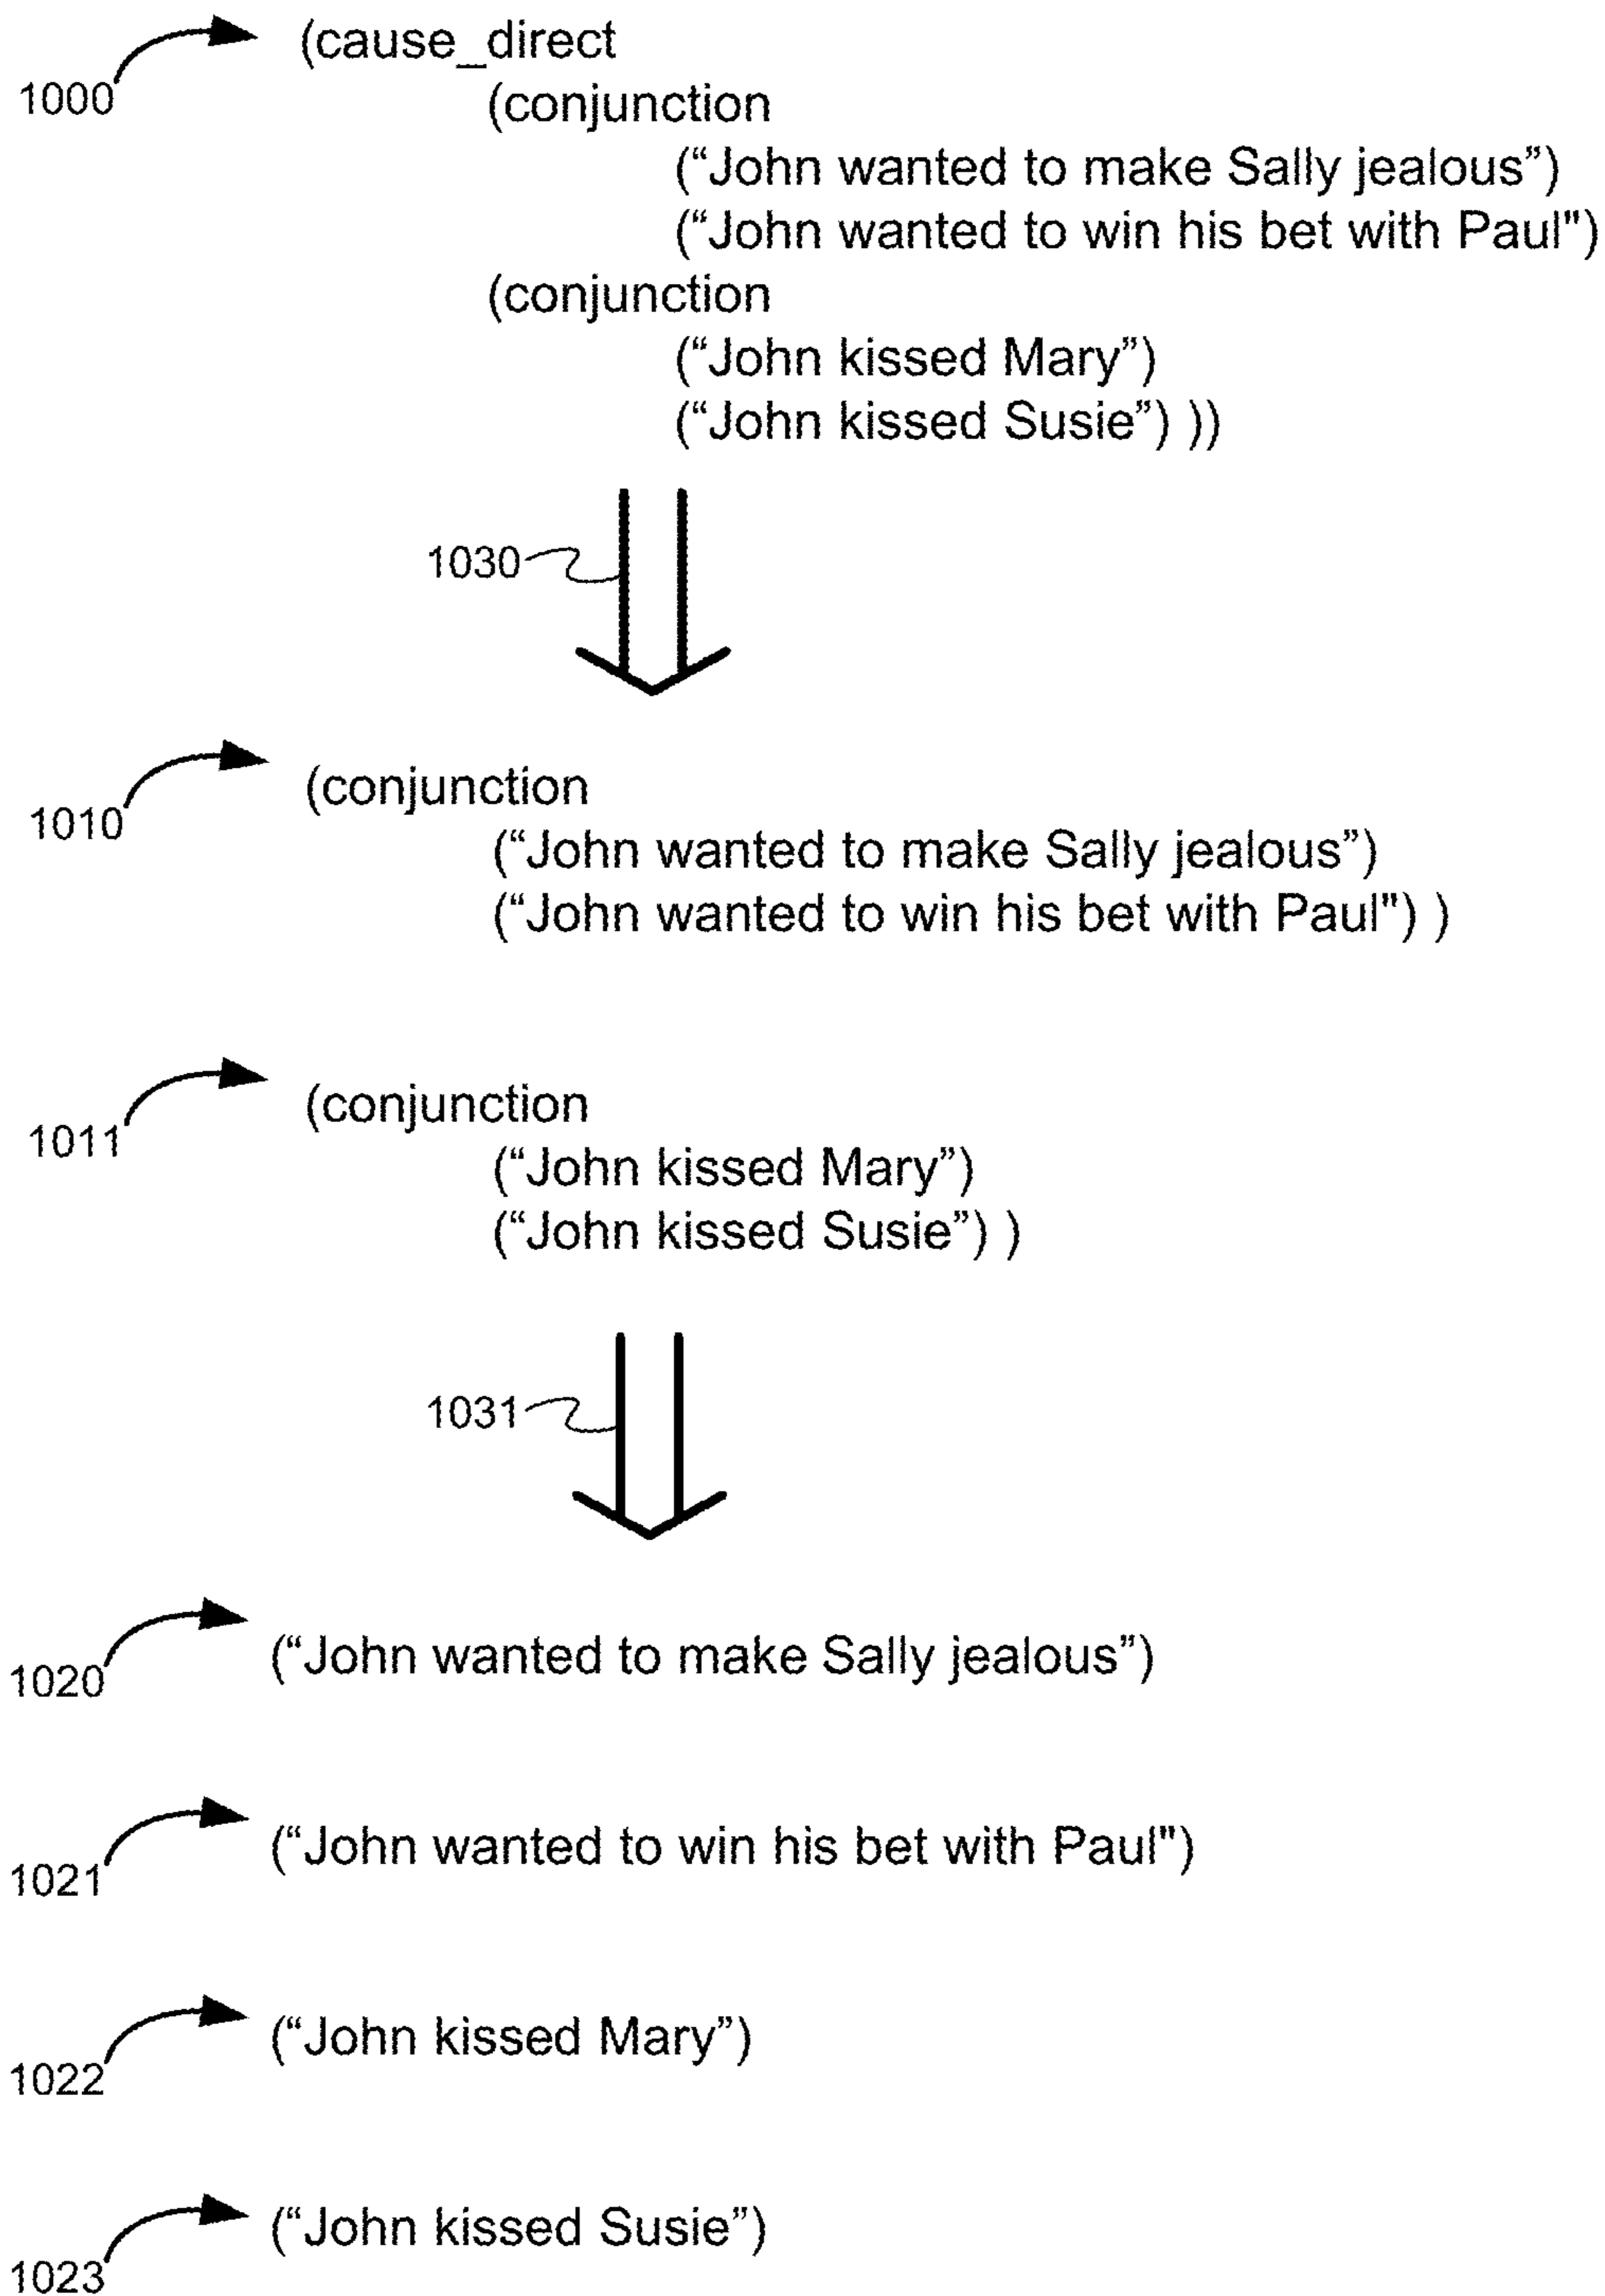 (cause_direct
1000
(conjunction
(“John wanted to make Sally jealous”)
(“John wanted to win his bet with Paul")
(conjunction
(“John kissed Mary”)
(“John kissed Susie”) ))
1030
(conjunction
1010
(“John wanted to make Sally jealous”)
(“John wanted to win his bet with Paul") )
(conjunction
1011
(“John kissed Mary”)
(“John kissed Susie”) )
1031
(“John wanted to make Sally jealous”)
1020
(“John wanted to win his bet with Paul")
1021
(“John kissed Mary”)
1022
(“John kissed Susie”)
1023